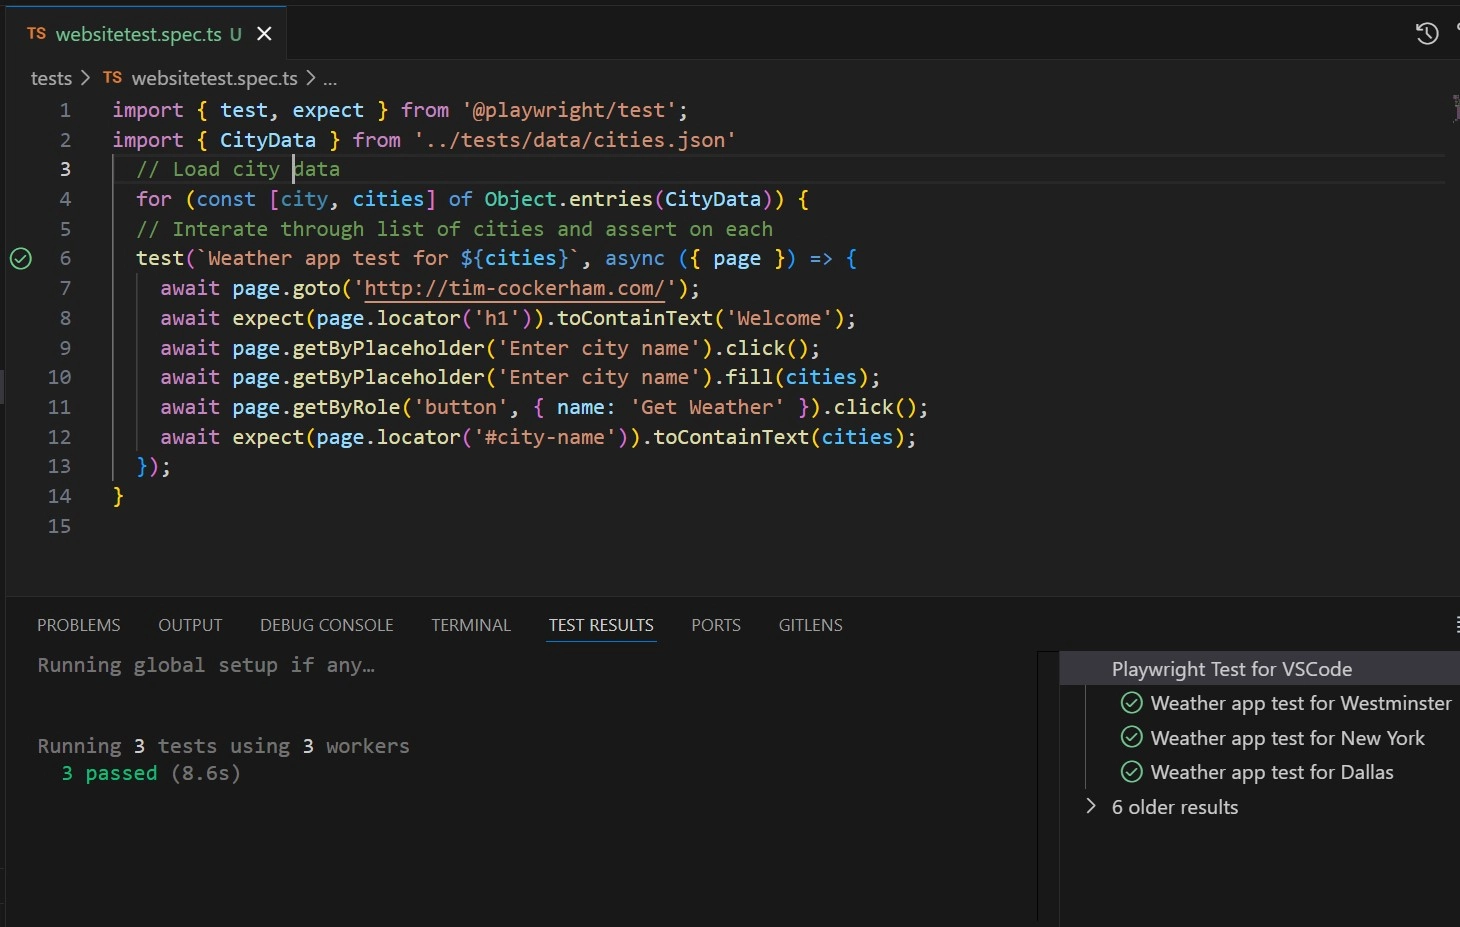 TS websitetest.spec.ts U
tests > TS websitetest.spec.ts > ...
1 import { test, expect } from '@playwright/test';
2 import { CityData } from '../tests/data/cities.json'
3 // Load city data
4 for (const [city, cities] of Object.entries(CityData)) {
5 // Interate through list of cities and assert on each
6 test(`Weather app test for ${cities}`, async ({ page }) => {
7 await page.goto('http://tim-cockerham.com/');
8 await expect(page.locator('h1')).toContainText('Welcome');
9 await page.getByPlaceholder('Enter city name').click();
10 await page.getByPlaceholder('Enter city name').fill(cities);
11 await page.getByRole('button', { name: 'Get Weather' }).click();
12 await expect(page.locator('#city-name')).toContainText(cities);
13 });
14 }
15
PROBLEMS OUTPUT DEBUG CONSOLE TERMINAL TEST RESULTS PORTS GITLENS
Running global setup if any…
Running 3 tests using 3 workers
3 passed (8.6s)
Playwright Test for VSCode
Weather app test for Westminster
Weather app test for New York
Weather app test for Dallas
6 older results